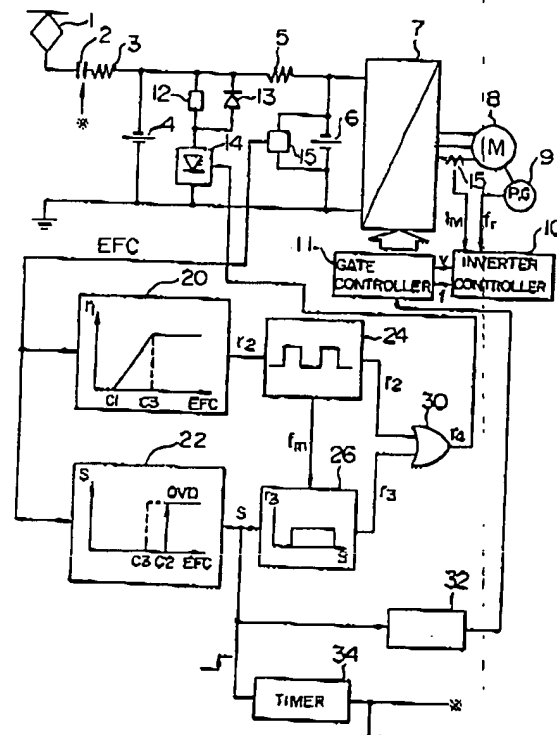 1
2
3
5
7
12
13
8
4
14
15
6
IM
15
9
PG
iM
fr
10
EFC
11
GATE
CONTROLLER
V
f
INVERTER
CONTROLLER
20
η
C1
C3
EFC
r2
24
r2
30
r4
fm
22
S
OVD
C3
C2
EFC
S
26
r3
S
r3
32
34
TIMER
※
※